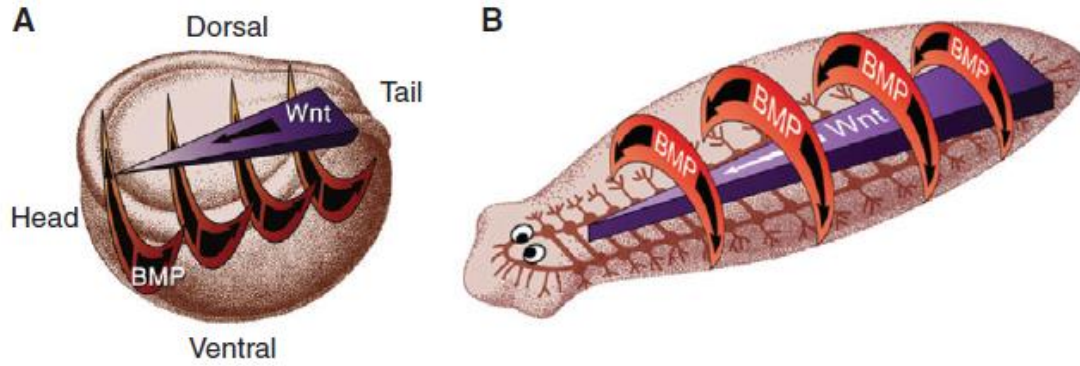 A
Dorsal
Wnt
Tail
Head
BMP
Ventral
B
BMP
BMP
BMP
BMP
Wnt